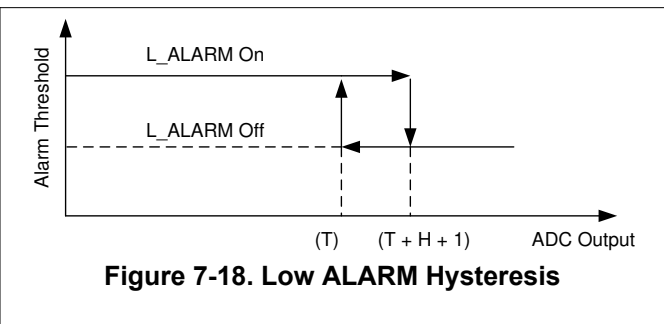 Alarm Threshold
L_ALARM On
L_ALARM Off
(T)
(T + H + 1)
ADC Output
Figure 7-18. Low ALARM Hysteresis